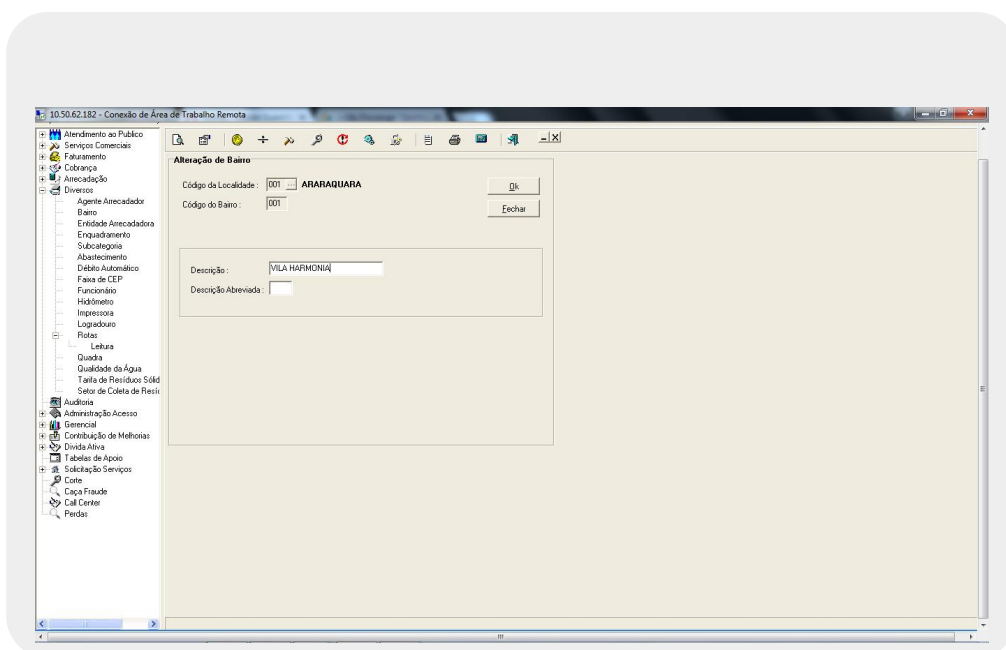 10.50.62.182 - Conexão de Área de Trabalho Remota
Atendimento ao Publico
Serviços Comerciais
Faturamento
Cobrança
Arrecadação
Diversos
Agente Arrecadador
Bairro
Entidade Arrecadadora
Enquadramento
Subcategoria
Abastecimento
Débito Automático
Faixa de CEP
Funcionário
Hidrômetro
Impressora
Logradouro
Rotas
Leitura
Quadra
Qualidade da Água
Tarifa de Resíduos Sólid
Setor de Coleta de Resíc
Auditoria
Administração Acesso
Gerencial
Contribuição de Melhorias
Divida Ativa
Tabelas de Apoio
Solicitação Serviços
Corte
Caça Fraude
Call Center
Perdas
Alteração de Bairro
Código da Localidade : 001 ... ARARAQUARA
Ok
Código do Bairro : 001
Fechar
Descrição : VILA HARMONIA
Descrição Abreviada :